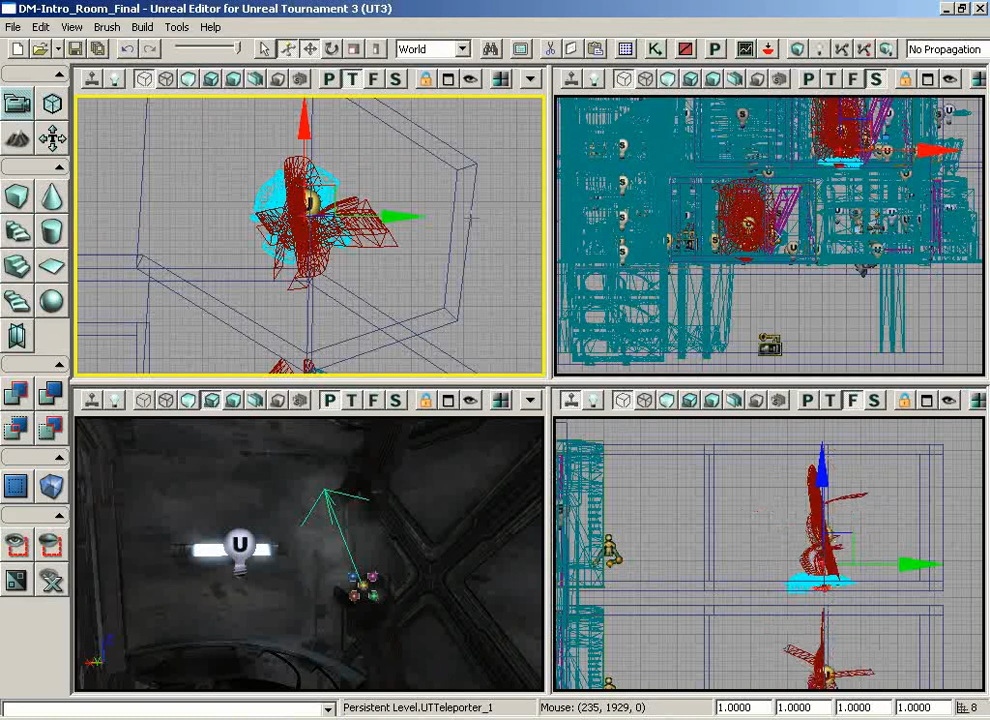 DM-Intro_Room_Final - Unreal Editor for Unreal Tournament 3 (UT3)
File Edit View Brush Build Tools Help
World P No Propagation
P T F S P T F S
U
P T F S P T F S
U
Persistent Level.UTTeleporter_1 Mouse: (235, 1929, 0) 1.0000 1.0000 1.0000 1.0000 8